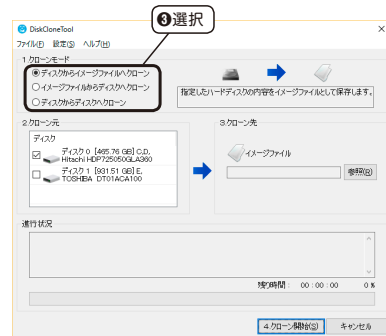 ❸選択
DiskCloneTool
ファイル(F) 設定(S) ヘルプ(H)
1.クローンモード
ディスクからイメージファイルへクローン
イメージファイルからディスクへクローン
ディスクからディスクへクローン
指定したハードディスクの内容をイメージファイルとして保存します。
2.クローン元
ディスク
ディスク 0 [465.76 GB] C,D,
Hitachi HDP725050GLA360
ディスク 1 [931.51 GB] E,
TOSHIBA DT01ACA100
3.クローン先
イメージファイル
参照(R)
進行状況
残り時間: 00:00:00 0 %
4.クローン開始(S) キャンセル